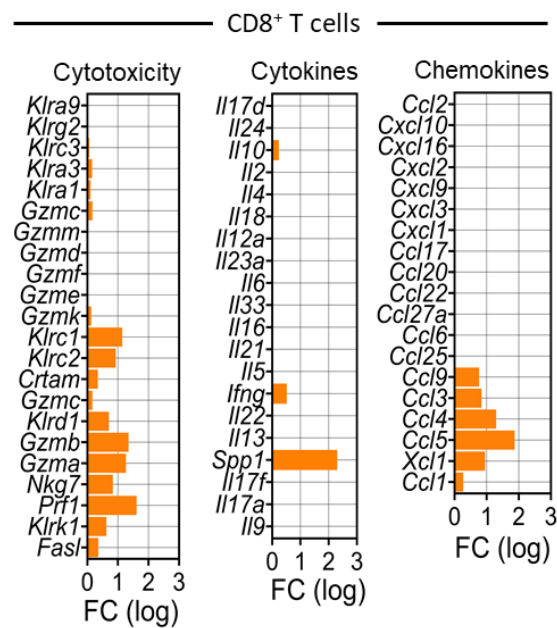 CD8⁺ T cells
Cytotoxicity
Klra9
Klrg2
Klrc3
Klra3
Klra1
Gzmc
Gzmm
Gzmd
Gzmf
Gzme
Gzmk
Klrc1
Klrc2
Crtam
Gzmc
Klrd1
Gzmb
Gzma
Nkg7
Prf1
Klrk1
Fasl
0 1 2 3
FC (log)
Cytokines
Il17d
Il24
Il10
Il2
Il4
Il18
Il12a
Il23a
Il6
Il33
Il16
Il21
Il5
Ifng
Il22
Il13
Spp1
Il17f
Il17a
Il9
0 1 2 3
FC (log)
Chemokines
Ccl2
Cxcl10
Cxcl16
Cxcl2
Cxcl9
Cxcl3
Cxcl1
Ccl17
Ccl20
Ccl22
Ccl27a
Ccl6
Ccl25
Ccl9
Ccl3
Ccl4
Ccl5
Xcl1
Ccl1
0 1 2 3
FC (log)